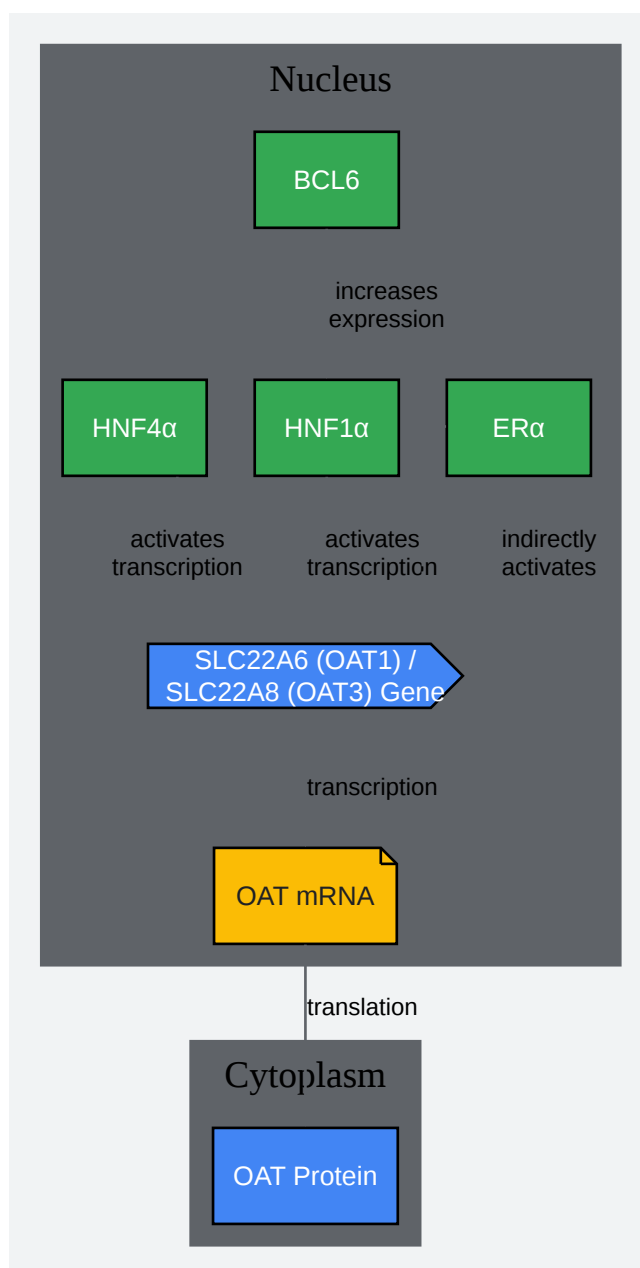 Nucleus
BCL6
increases
expression
HNF4α
HNF1α
ERα
activates
transcription
activates
transcription
indirectly
activates
SLC22A6 (OAT1) /
SLC22A8 (OAT3) Gene
transcription
OAT mRNA
translation
Cytoplasm
OAT Protein